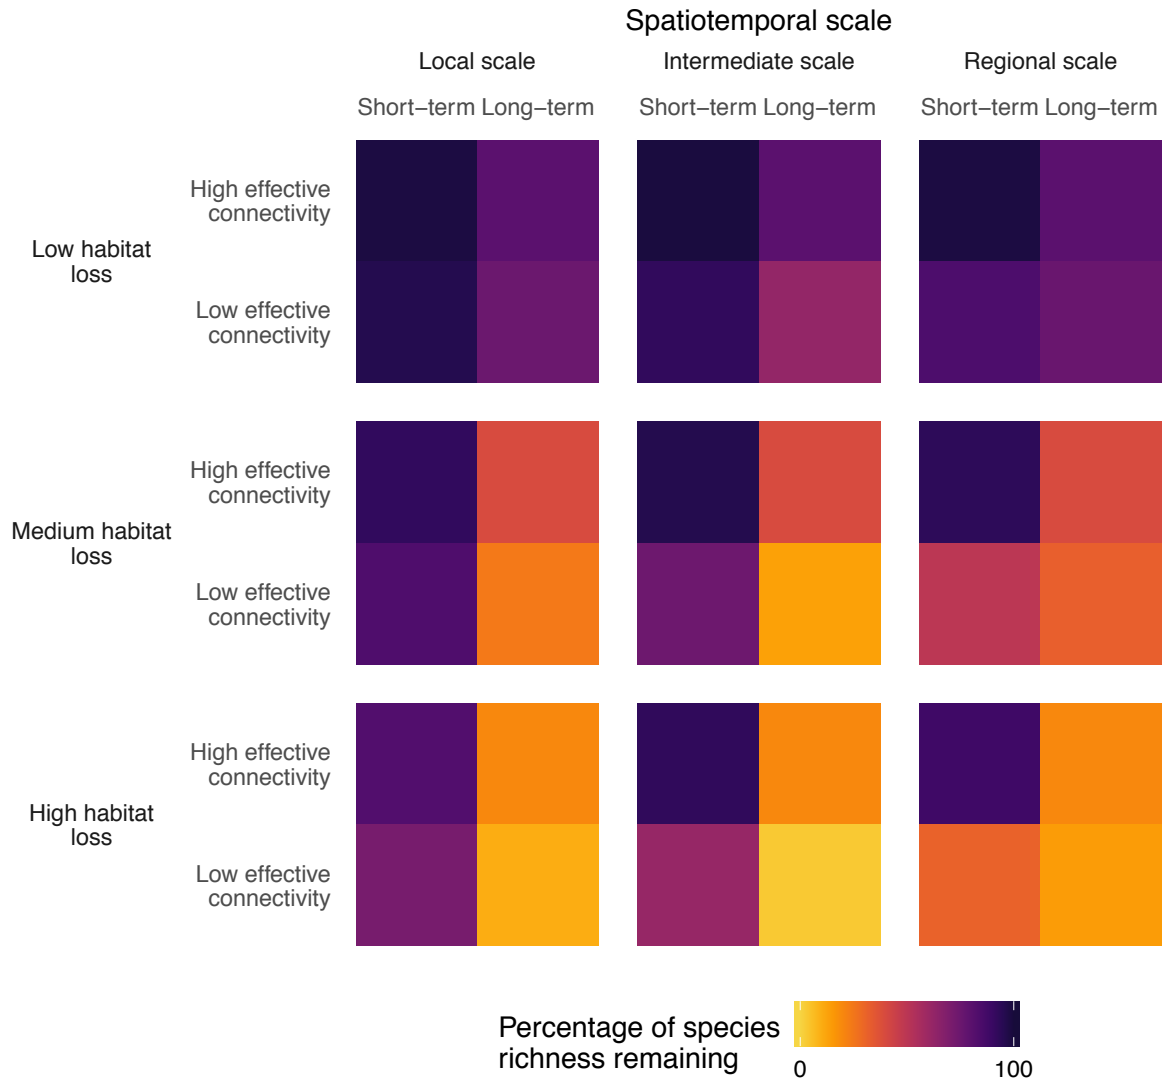 Spatiotemporal scale
Local scale
Intermediate scale
Regional scale
Short−term Long−term
Short−term Long−term
Short−term Long−term
Low habitat
loss
High effective
connectivity
Low effective
connectivity
Medium habitat
loss
High effective
connectivity
Low effective
connectivity
High habitat
loss
High effective
connectivity
Low effective
connectivity
Percentage of species
richness remaining
0
100